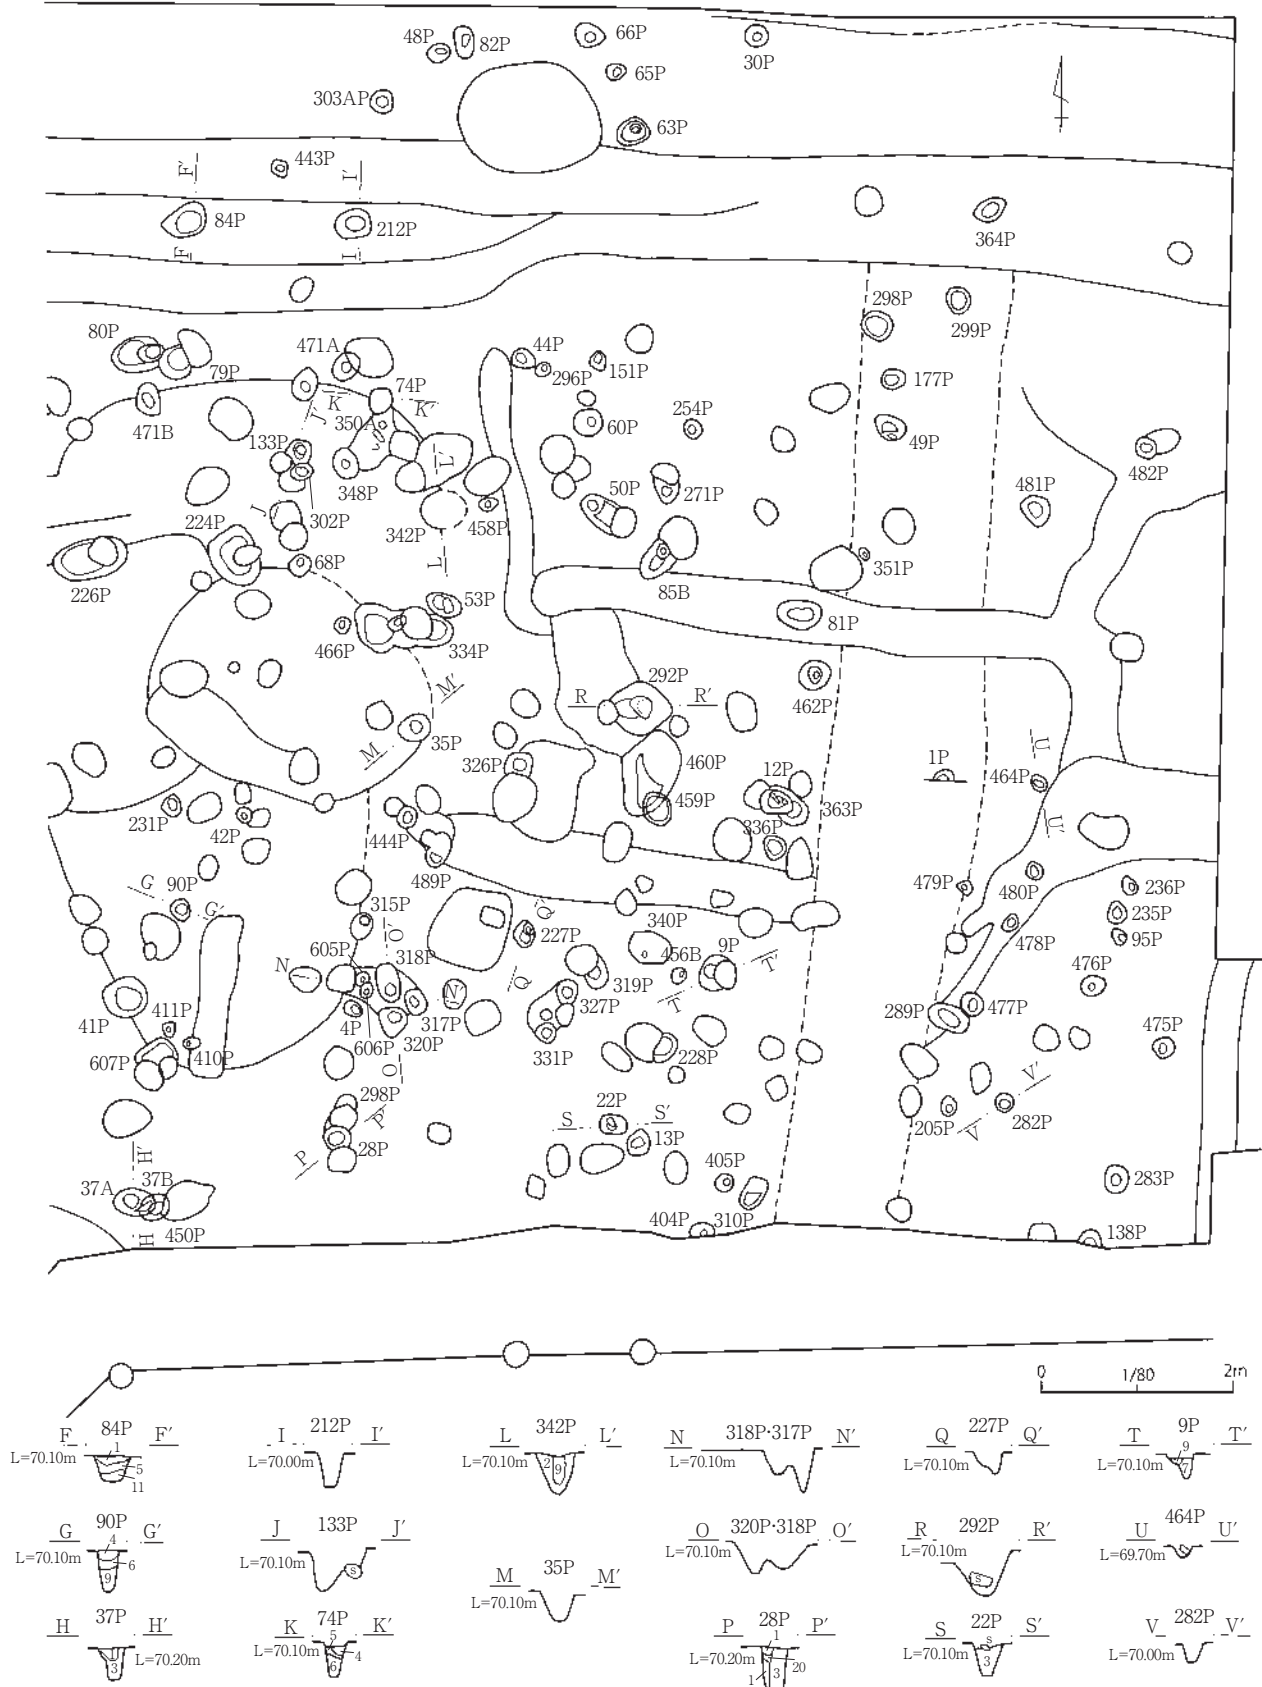 48P
82P
66P
30P
65P
303AP
63P
443P
F'
I'
84P
212P
364P
F
I
298P
299P
80P
471A
44P
151P
79P
74P
296P
177P
K
K'
J'
471B
350A
254P
60P
133P
49P
L'
482P
348P
50P
271P
481P
J
302P
342P
458P
224P
68P
L
351P
226P
85B
53P
81P
466P
334P
M'
292P
R
R'
462P
35P
M
U
326P
460P
12P
1P
464P
459P
363P
231P
42P
U'
444P
336P
489P
G
90P
479P
480P
236P
G'
315P
Q'
340P
235P
O'
227P
478P
95P
605P
318P
456B
9P
N
T'
476P
N'
Q
319P
T
41P
411P
4P
317P
327P
289P
477P
607P
410P
606P
320P
331P
228P
475P
O
V'
298P
22P
P'
S
S'
205P
282P
28P
13P
V
P
H'
405P
37A
37B
283P
404P
310P
450P
H
138P
0
1/80
2m
F 84P F'
L=70.10m
1
5
11
I 212P I'
L=70.00m
L 342P L'
L=70.10m
2
9
N 318P·317P N'
L=70.10m
Q 227P Q'
L=70.10m
T 9P T'
L=70.10m
9
7
G 90P G'
L=70.10m
4
6
9
J 133P J'
L=70.10m
S
M 35P M'
L=70.10m
O 320P·318P O'
L=70.10m
R 292P R'
L=70.10m
S
U 464P U'
L=69.70m
H 37P H'
L=70.20m
1
3
K 74P K'
L=70.10m
5
4
6
P 28P P'
L=70.20m
1
20
1
3
S 22P S'
L=70.10m
S
3
V 282P V'
L=70.00m